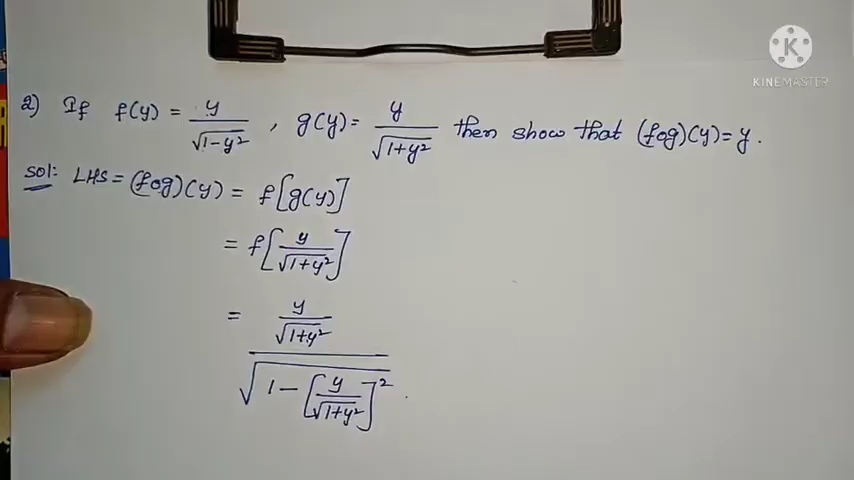 2) If f(y) = y/√(1-y²) , g(y) = y/√(1+y²) then show that (fog)(y) = y.
Sol: LHS = (fog)(y) = f[g(y)]
= f[y/√(1+y²)]
= (y/√(1+y²)) / √(1 - [y/√(1+y²)]²)
K
KINEMASTER